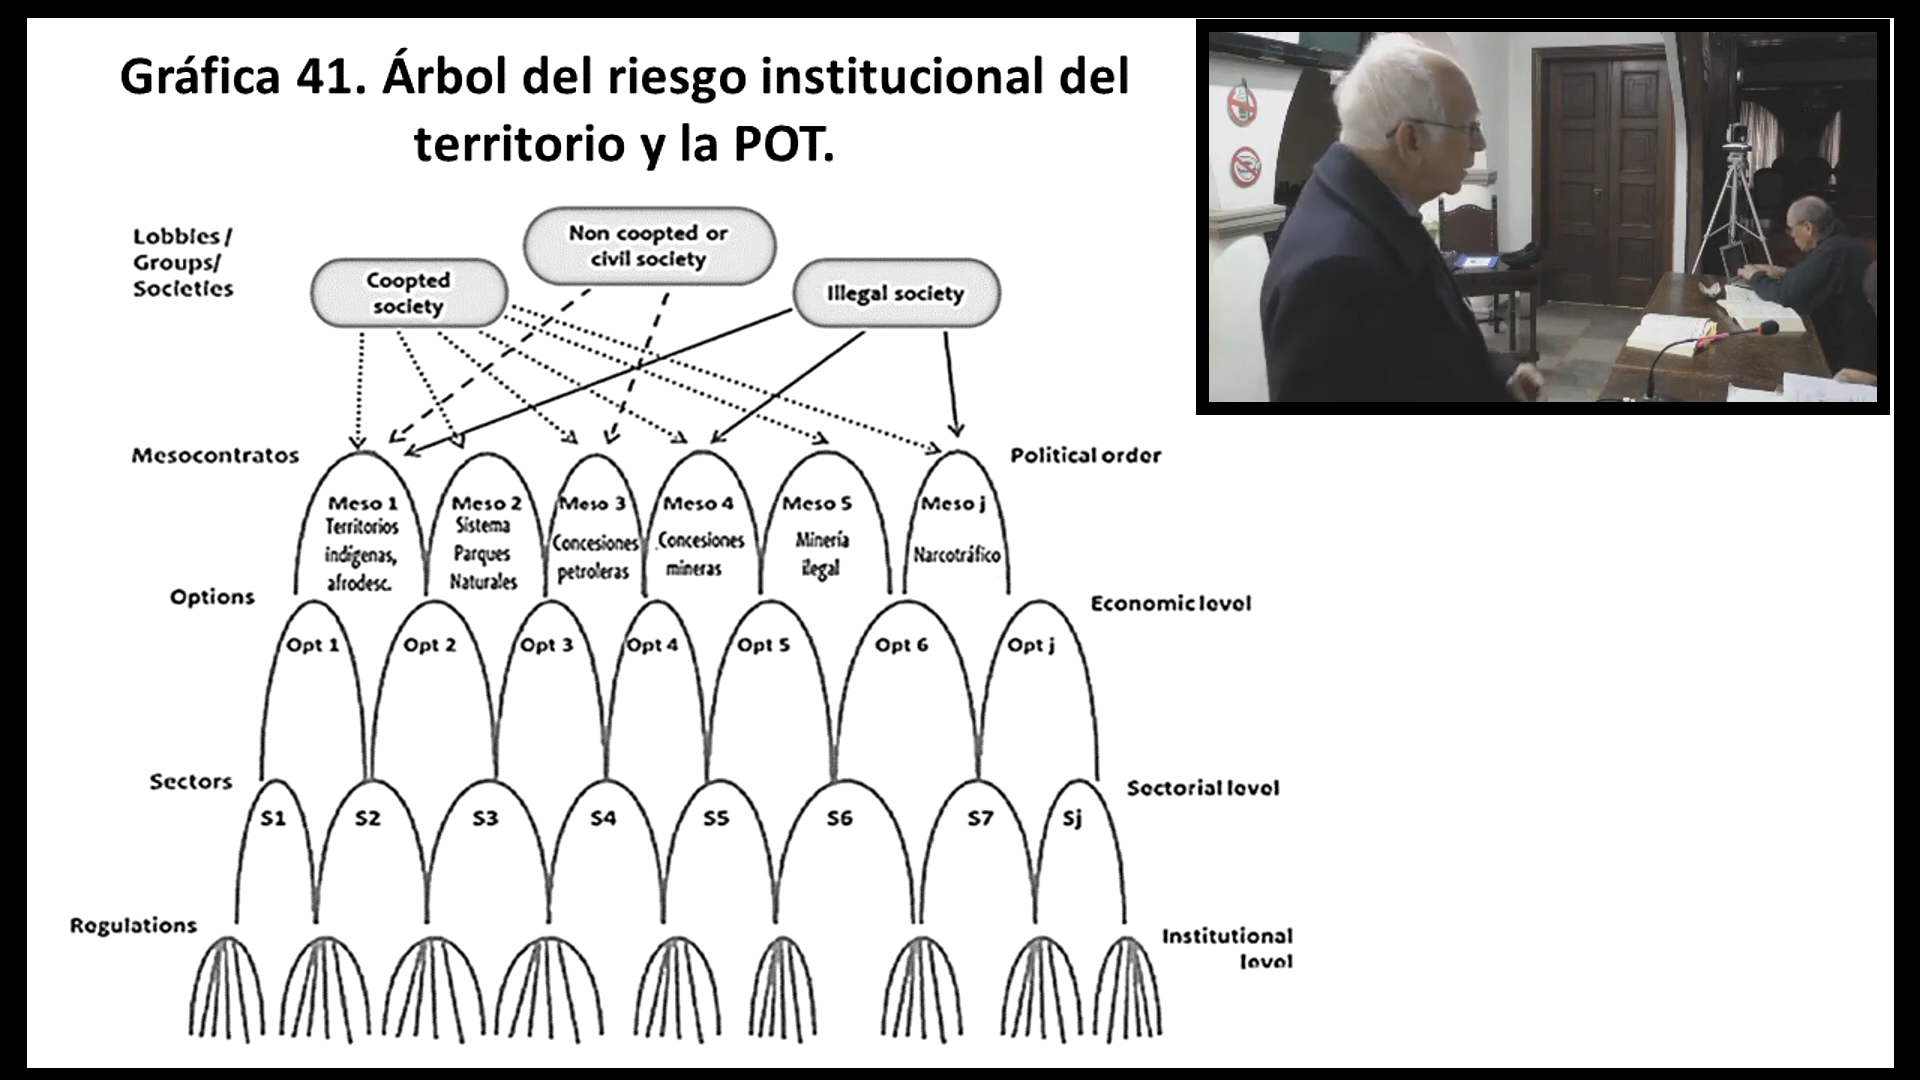 Gráfica 41. Árbol del riesgo institucional del
territorio y la POT.
Lobbies/
Groups/
Societies
Coopted
society
Non coopted or
civil society
Illegal society
Mesocontratos
Political order
Meso 1
Territorios
indígenas,
afrodesc.
Meso 2
Sistema
Parques
Naturales
Meso 3
Concesiones
petroleras
Meso 4
Concesiones
mineras
Meso 5
Minería
ilegal
Meso j
Narcotráfico
Options
Economic level
Opt 1
Opt 2
Opt 3
Opt 4
Opt 5
Opt 6
Opt j
Sectors
Sectorial level
S1
S2
S3
S4
S5
S6
S7
Sj
Regulations
Institutional
level